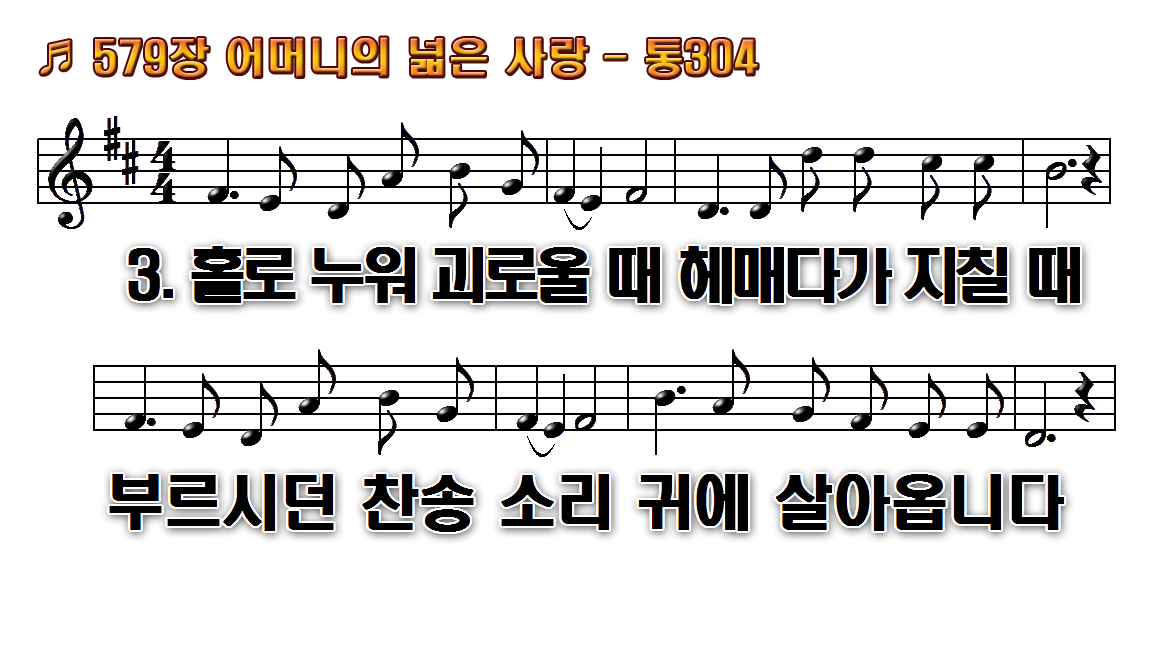 ♬ 579장 어머니의 넓은 사랑 - 통304
4
4
3. 홀로 누워 괴로울 때 헤매다가 지칠 때
부르시던 찬송 소리 귀에 살아옵니다